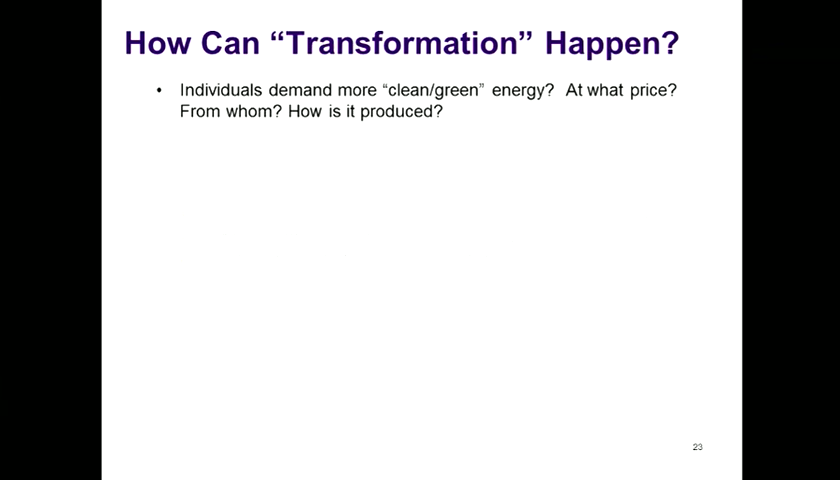 How Can “Transformation” Happen?
• Individuals demand more “clean/green” energy? At what price?
From whom? How is it produced?
23